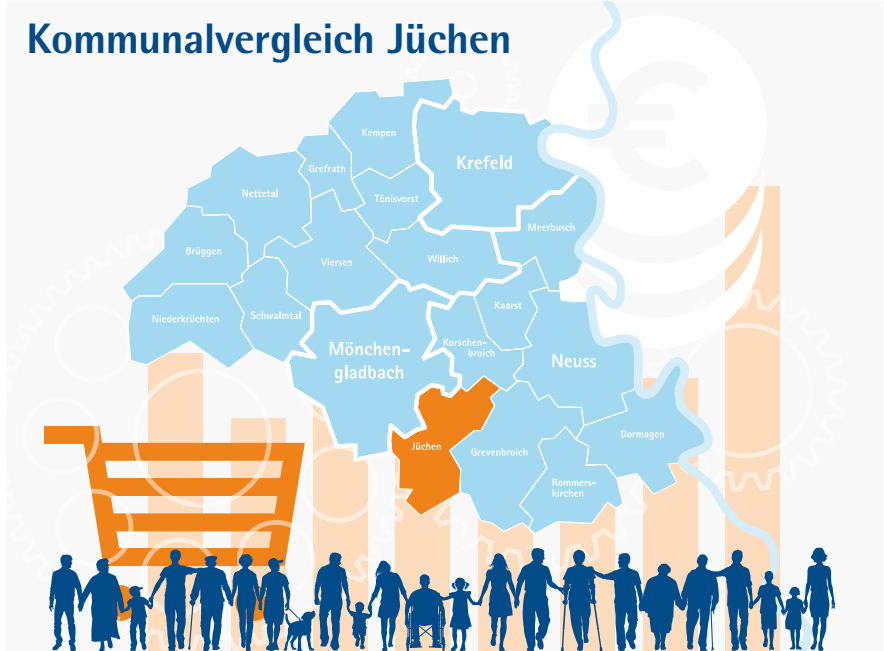 Kommunalvergleich Jüchen
€
Kempen
Krefeld
Grefrath
Nettetal
Tönisvorst
Meerbusch
Brüggen
Viersen
Willich
Kaarst
Niederkrüchten
Schwalmtal
Korschen-
broich
Mönchen-
gladbach
Neuss
Dormagen
Jüchen
Grevenbroich
Rommers-
kirchen